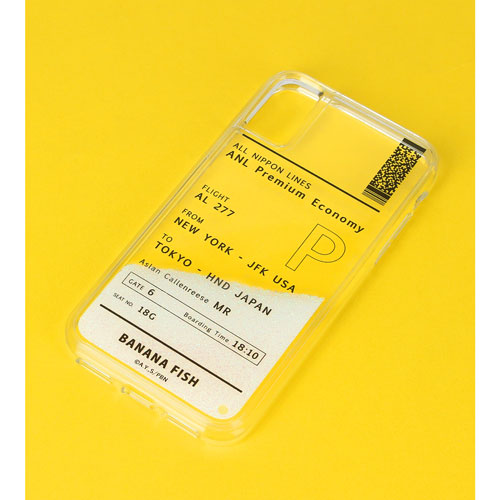 ALL NIPPON LINES
ANL Premium Economy
FLIGHT
AL 277
P
FROM
NEW YORK - JFK USA
TO
TOKYO - HND JAPAN
Aslan Callenreese MR
GATE 6 Boarding Time 18:10
SEAT NO. 18G
BANANA FISH
©A.Y,S/PBN